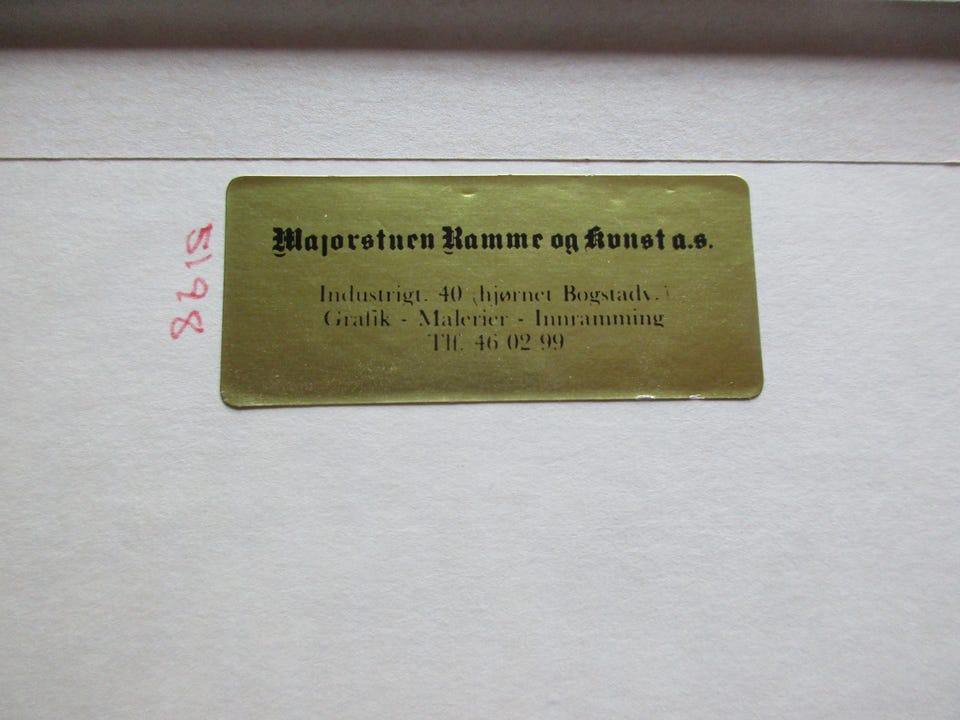 Majorstuen Ramme og Kunst a.s.
Industrigt. 40 (hjørnet Bogstadv.)
Grafik - Malerier - Innramming
Tlf. 46 02 99